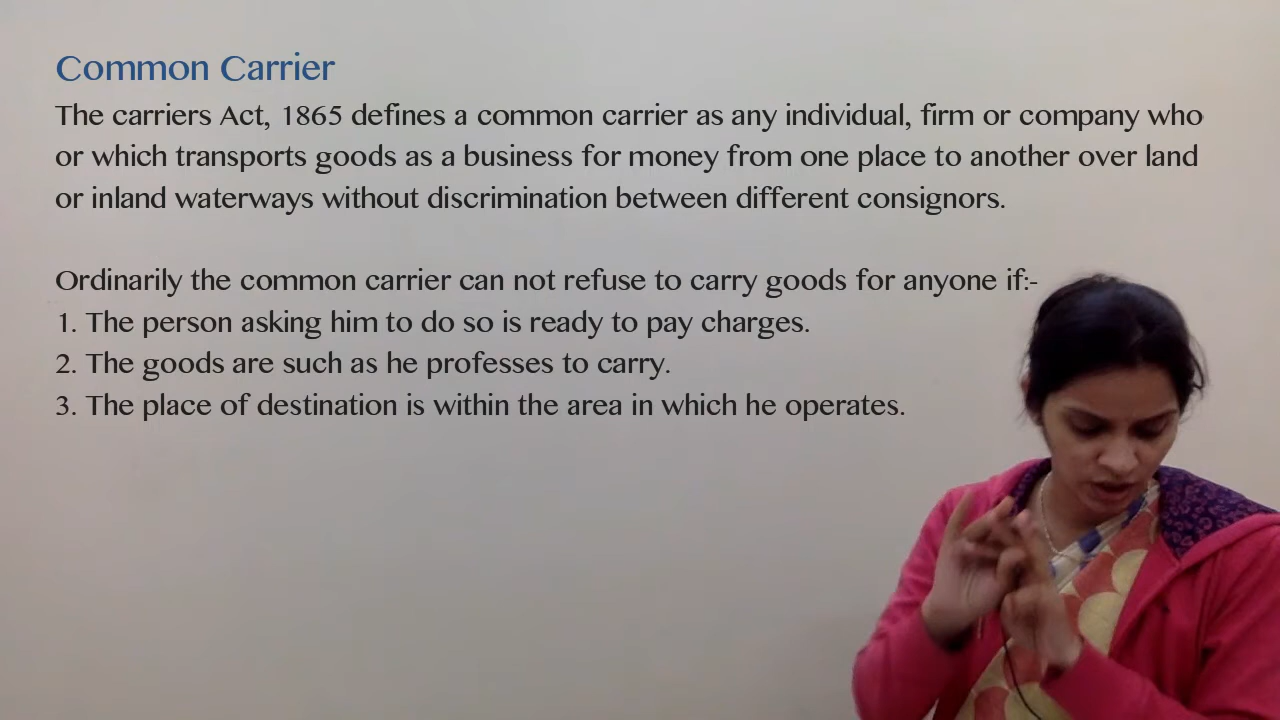 Common Carrier
The carriers Act, 1865 defines a common carrier as any individual, firm or company who
or which transports goods as a business for money from one place to another over land
or inland waterways without discrimination between different consignors.
Ordinarily the common carrier can not refuse to carry goods for anyone if:-
1. The person asking him to do so is ready to pay charges.
2. The goods are such as he professes to carry.
3. The place of destination is within the area in which he operates.